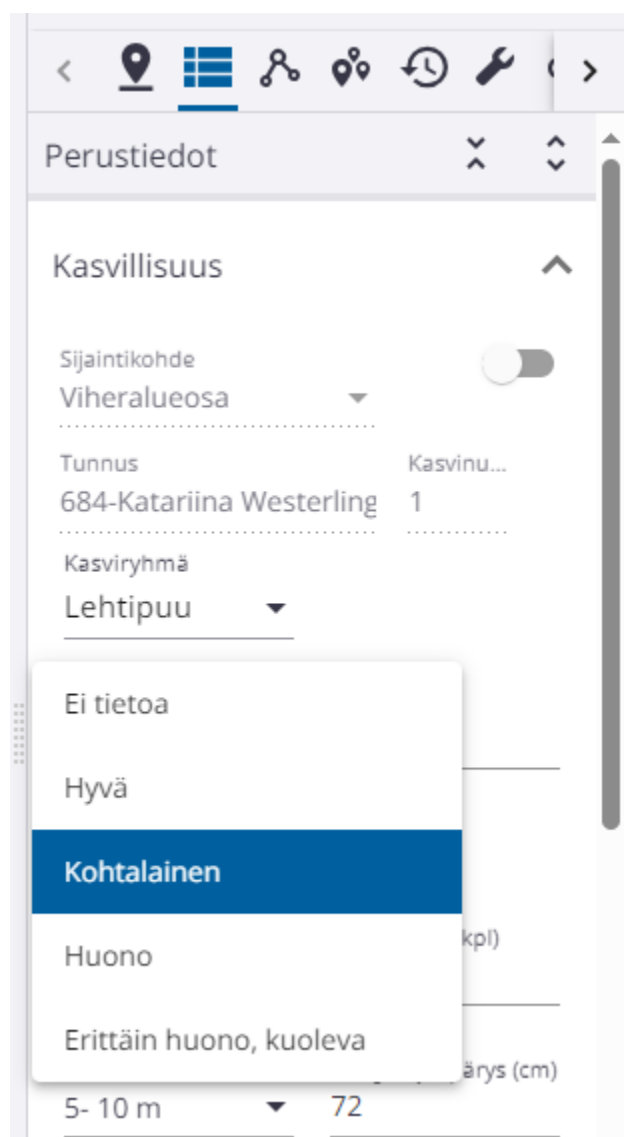 Perustiedot
Kasvillisuus
Sijaintikohde
Viheralueosa
Tunnus Kasvinu...
684-Katariina Westerling 1
Kasviryhmä
Lehtipuu
Ei tietoa
Hyvä
Kohtalainen
kpl)
Huono
Erittäin huono, kuoleva
ärys (cm)
5- 10 m 72